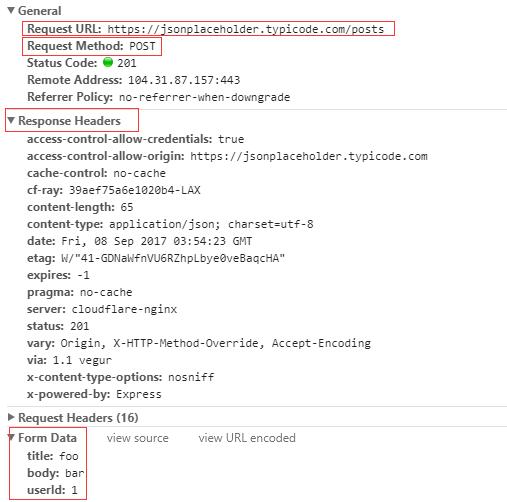 General
Request URL: https://jsonplaceholder.typicode.com/posts
Request Method: POST
Status Code: 201
Remote Address: 104.31.87.157:443
Referrer Policy: no-referrer-when-downgrade
Response Headers
access-control-allow-credentials: true
access-control-allow-origin: https://jsonplaceholder.typicode.com
cache-control: no-cache
cf-ray: 39aef75a6e1020b4-LAX
content-length: 65
content-type: application/json; charset=utf-8
date: Fri, 08 Sep 2017 03:54:23 GMT
etag: W/"41-GDNaWfnVU6RZhpLbye0veBaqcHA"
expires: -1
pragma: no-cache
server: cloudflare-nginx
status: 201
vary: Origin, X-HTTP-Method-Override, Accept-Encoding
via: 1.1 vegur
x-content-type-options: nosniff
x-powered-by: Express
Request Headers (16)
Form Data view source view URL encoded
title: foo
body: bar
userId: 1